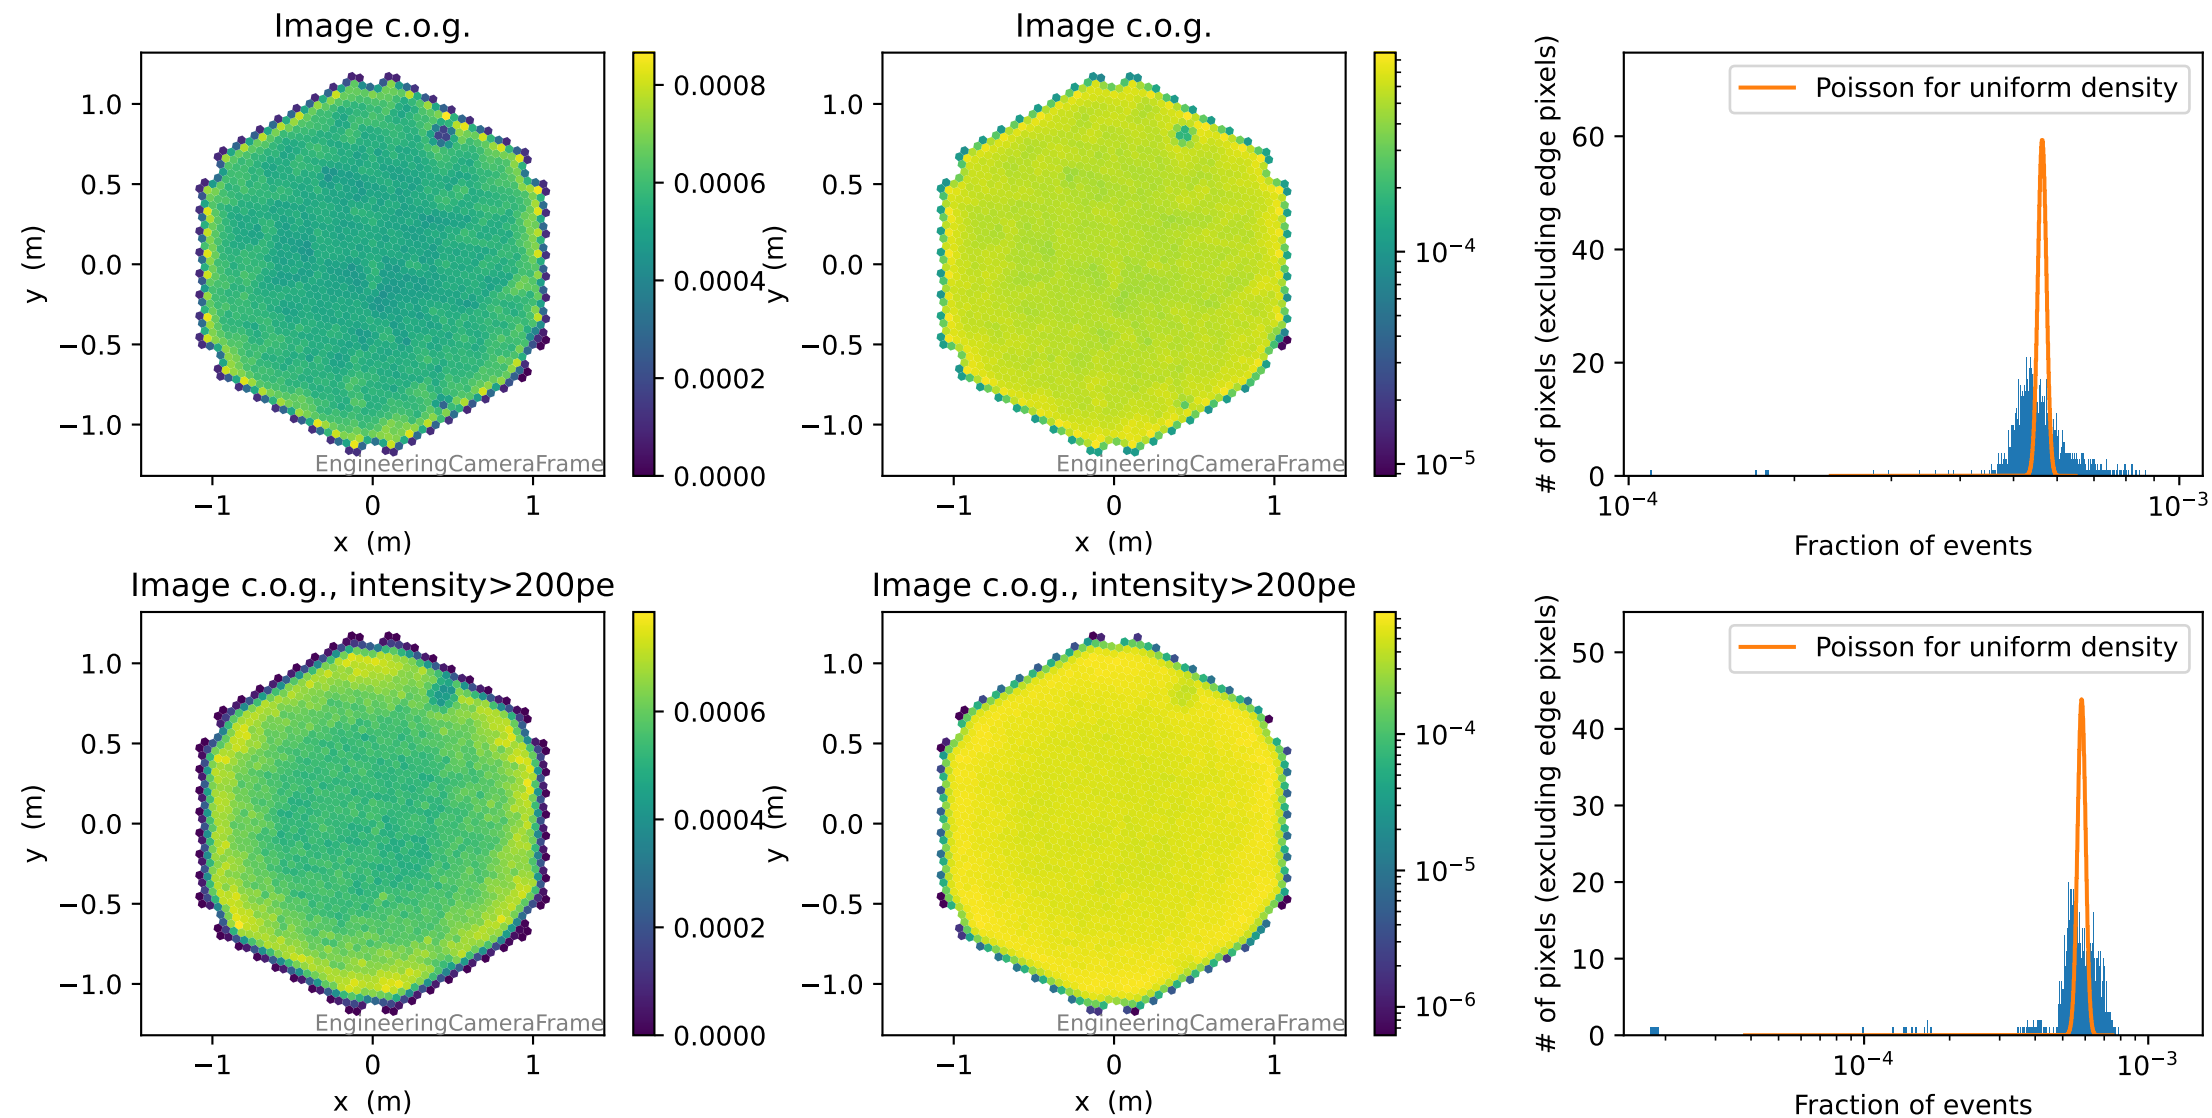 Image c.o.g.
1.0
0.5
0.0
−0.5
−1.0
y (m)
−1
0
1
x (m)
EngineeringCameraFrame
0.0008
0.0006
0.0004
0.0002
0.0000
Image c.o.g.
1.0
0.5
0.0
−0.5
−1.0
y (m)
−1
0
1
x (m)
EngineeringCameraFrame
10⁻⁴
10⁻⁵
# of pixels (excluding edge pixels)
60
40
20
0
Poisson for uniform density
10⁻⁴
10⁻³
Fraction of events
Image c.o.g., intensity>200pe
1.0
0.5
0.0
−0.5
−1.0
y (m)
−1
0
1
x (m)
EngineeringCameraFrame
0.0006
0.0004
0.0002
0.0000
Image c.o.g., intensity>200pe
1.0
0.5
0.0
−0.5
−1.0
y (m)
−1
0
1
x (m)
EngineeringCameraFrame
10⁻⁴
10⁻⁵
10⁻⁶
# of pixels (excluding edge pixels)
50
40
30
20
10
0
Poisson for uniform density
10⁻⁴
10⁻³
Fraction of events